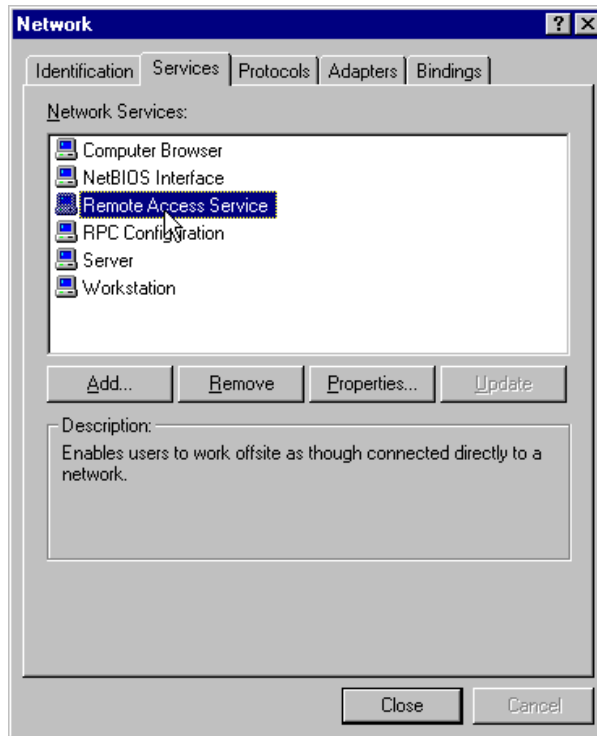 Network
Identification Services Protocols Adapters Bindings
Network Services:
Computer Browser
NetBIOS Interface
Remote Access Service
RPC Configuration
Server
Workstation
Add... Remove Properties... Update
Description:
Enables users to work offsite as though connected directly to a
network.
Close Cancel